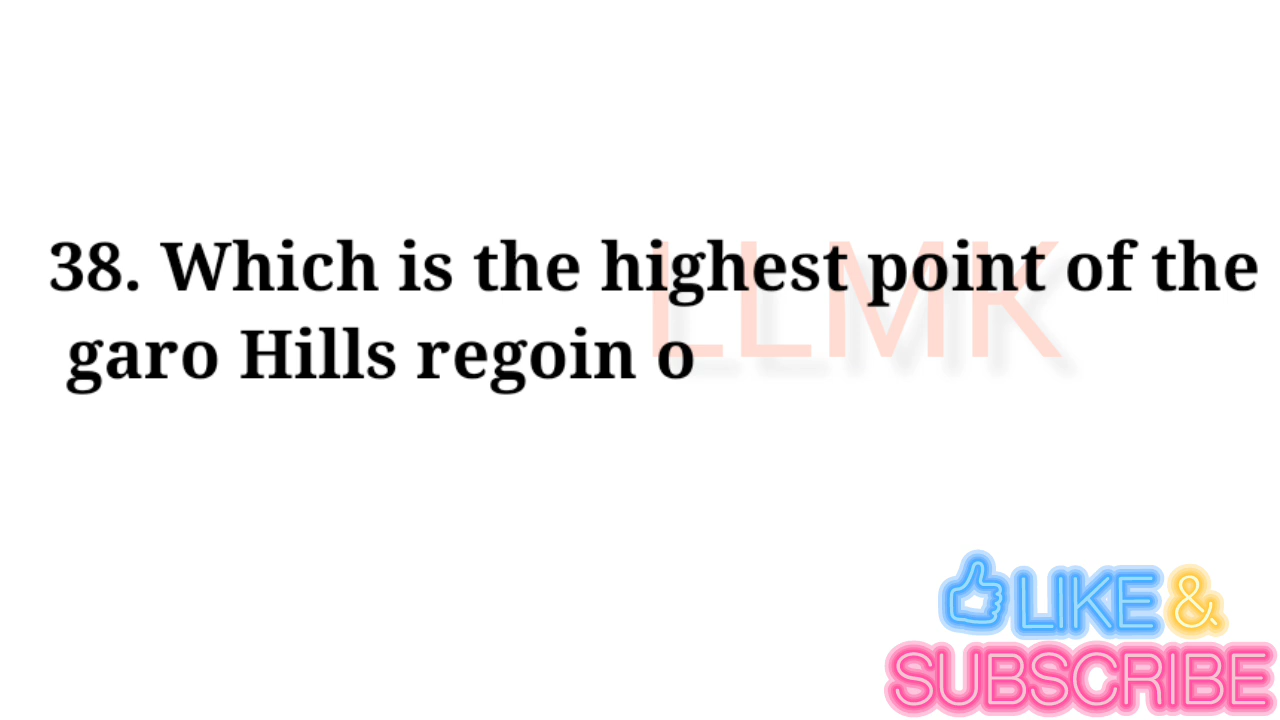 38. Which is the highest point of the
garo Hills regoin o
LLMK
LIKE &
SUBSCRIBE